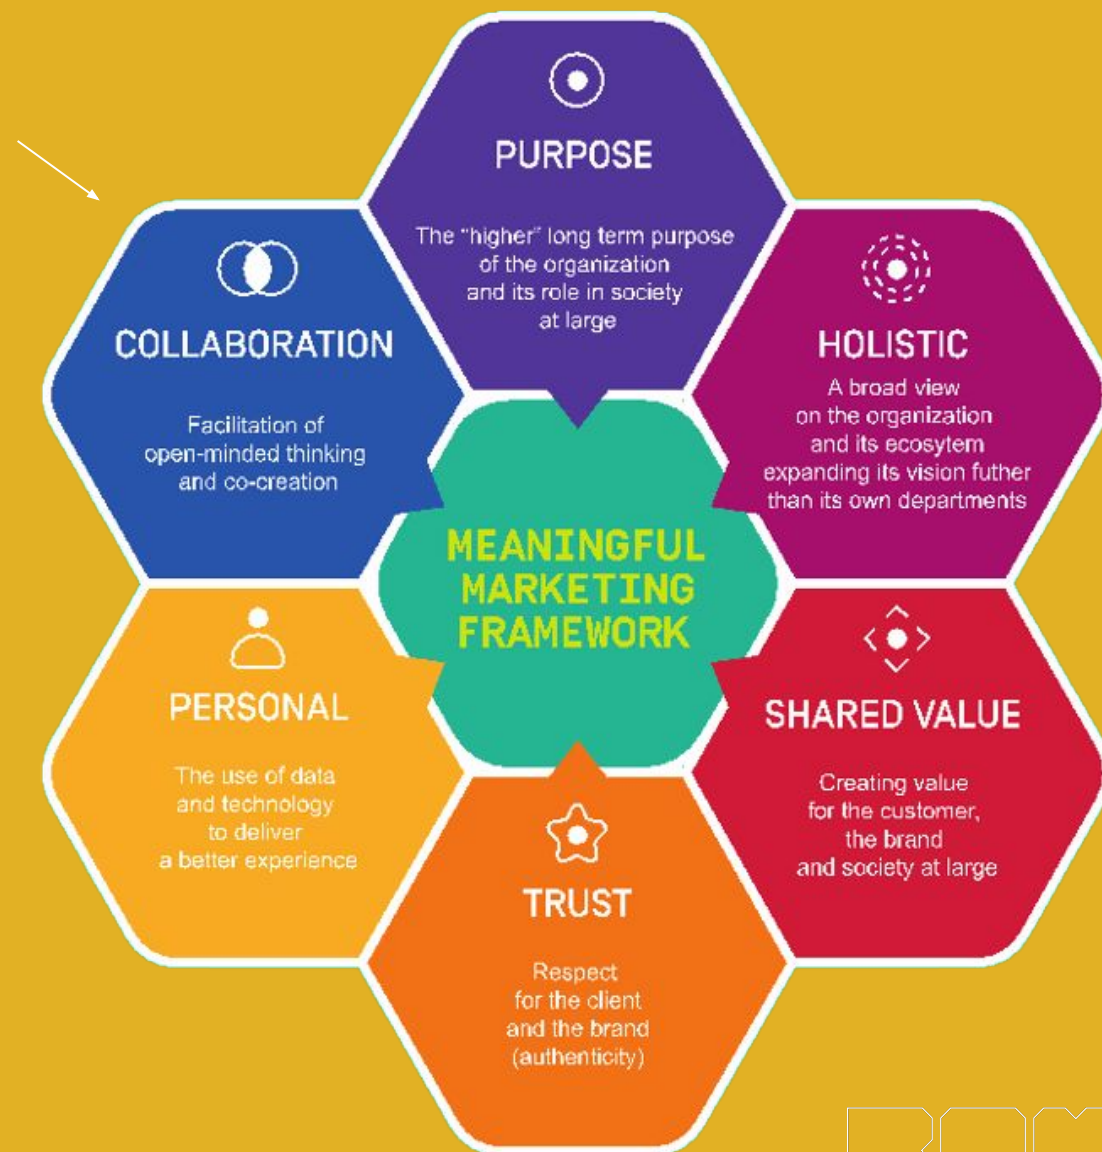 PURPOSE
The "higher" long term purpose
of the organization
and its role in society
at large
COLLABORATION
Facilitation of
open-minded thinking
and co-creation
HOLISTIC
A broad view
on the organization
and its ecosytem
expanding its vision futher
than its own departments
MEANINGFUL
MARKETING
FRAMEWORK
PERSONAL
The use of data
and technology
to deliver
a better experience
SHARED VALUE
Creating value
for the customer,
the brand
and society at large
TRUST
Respect
for the client
and the brand
(authenticity)